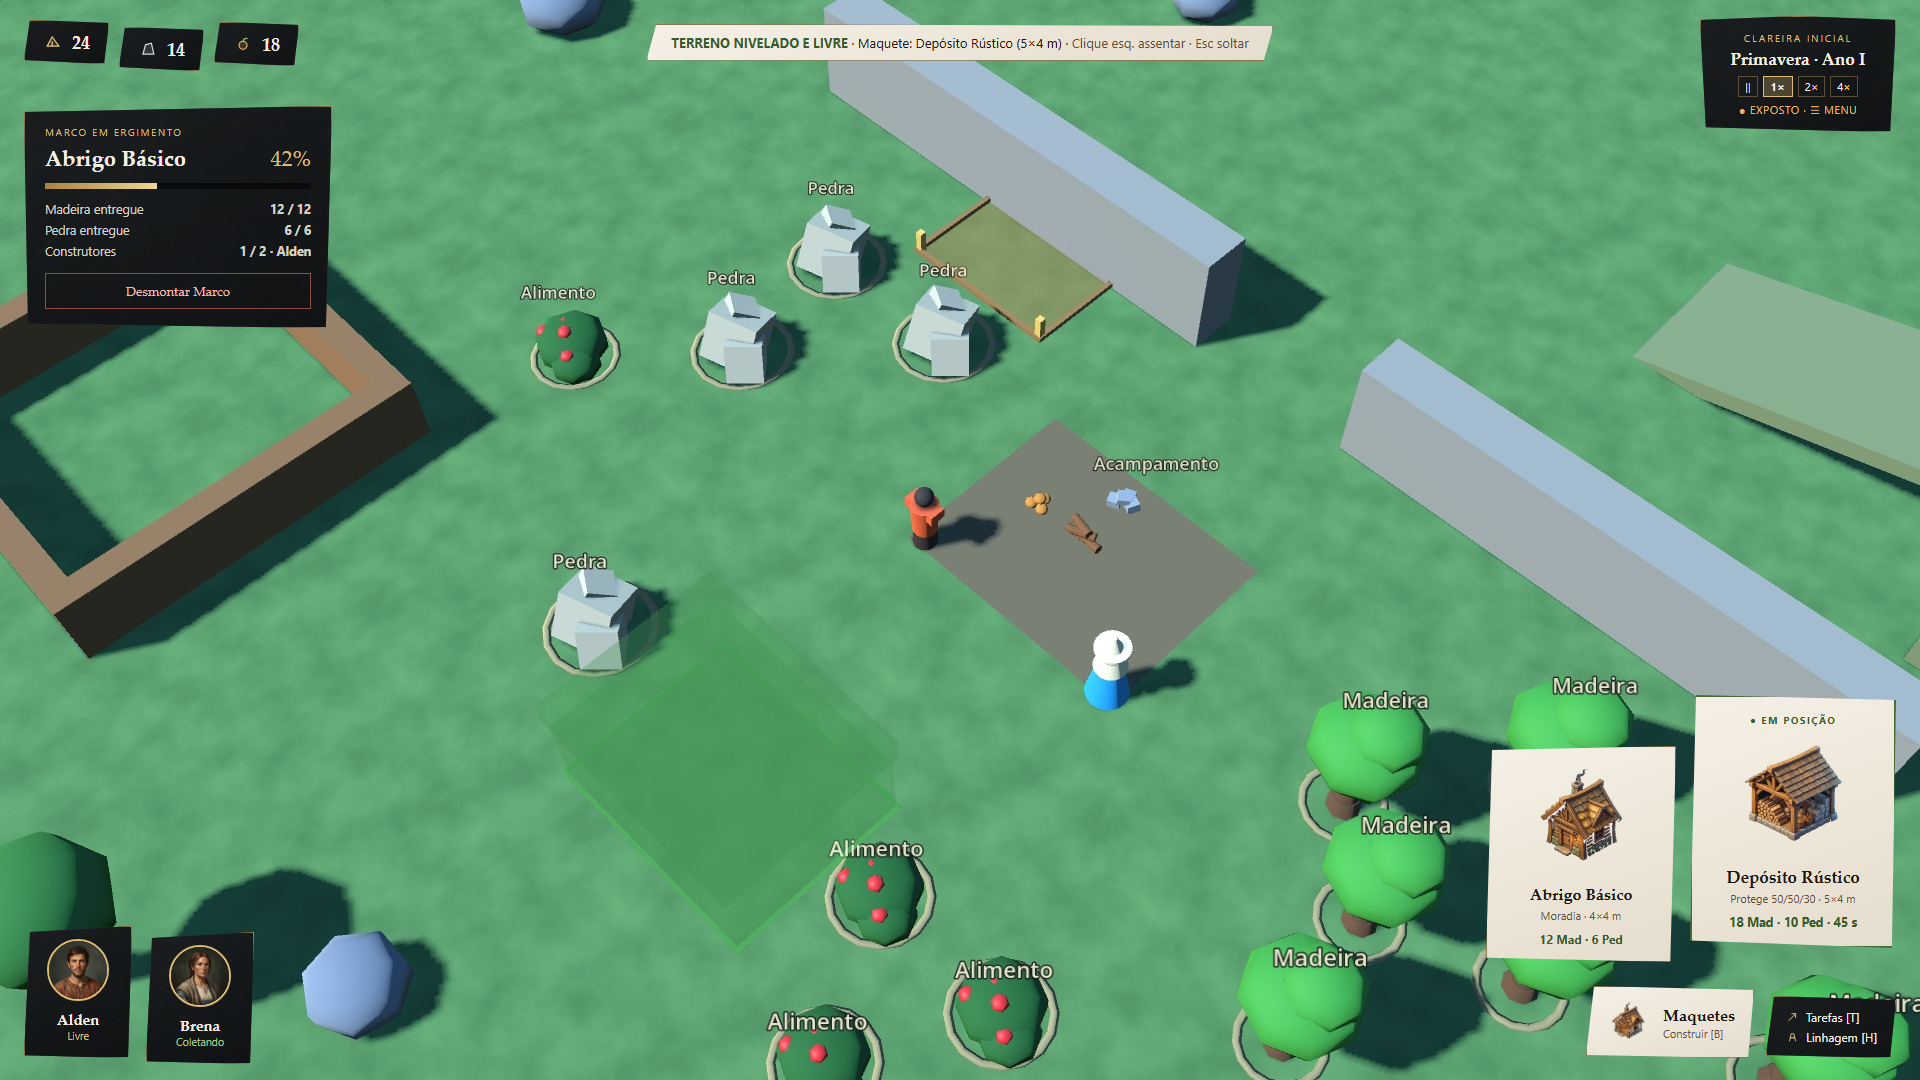 24
14
18
TERRENO NIVELADO E LIVRE · Maquete: Depósito Rústico (5×4 m) · Clique esq. assentar · Esc soltar
CLAREIRA INICIAL
Primavera · Ano I
|| 1× 2× 4×
● EXPOSTO · ☰ MENU
MARCO EM ERGIMENTO
Abrigo Básico 42%
Madeira entregue 12 / 12
Pedra entregue 6 / 6
Construtores 1 / 2 · Alden
Desmontar Marco
Pedra
Pedra
Pedra
Alimento
Acampamento
Pedra
Madeira
Madeira
Madeira
Madeira
Alimento
Alimento
Alimento
● EM POSIÇÃO
Depósito Rústico
Protege 50/50/30 · 5×4 m
18 Mad · 10 Ped · 45 s
Abrigo Básico
Moradia · 4×4 m
12 Mad · 6 Ped
Alden
Livre
Brena
Coletando
Maquetes
Construir [B]
Tarefas [T]
Linhagem [H]